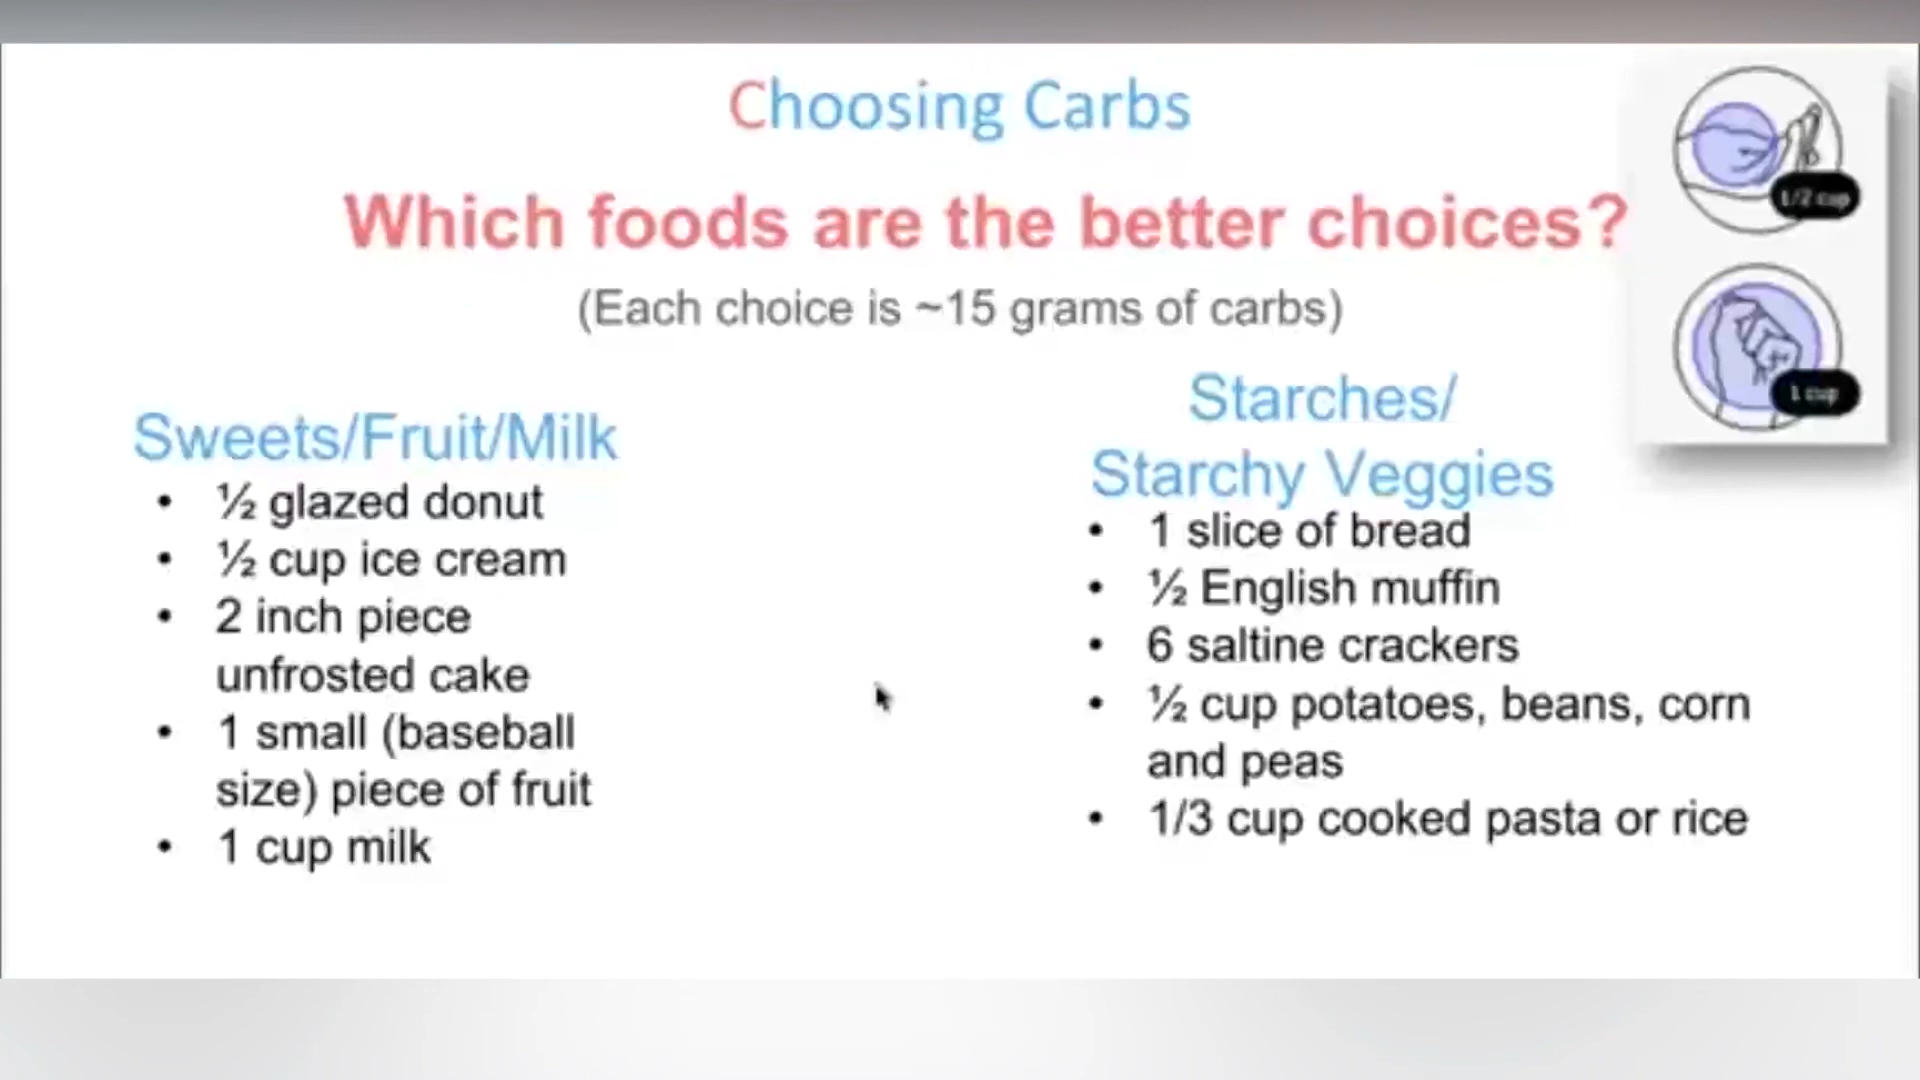 Choosing Carbs
Which foods are the better choices?
(Each choice is ~15 grams of carbs)
1/2 cup
1 cup
Sweets/Fruit/Milk
• ½ glazed donut
• ½ cup ice cream
• 2 inch piece
unfrosted cake
• 1 small (baseball
size) piece of fruit
• 1 cup milk
Starches/
Starchy Veggies
• 1 slice of bread
• ½ English muffin
• 6 saltine crackers
• ½ cup potatoes, beans, corn
and peas
• 1/3 cup cooked pasta or rice